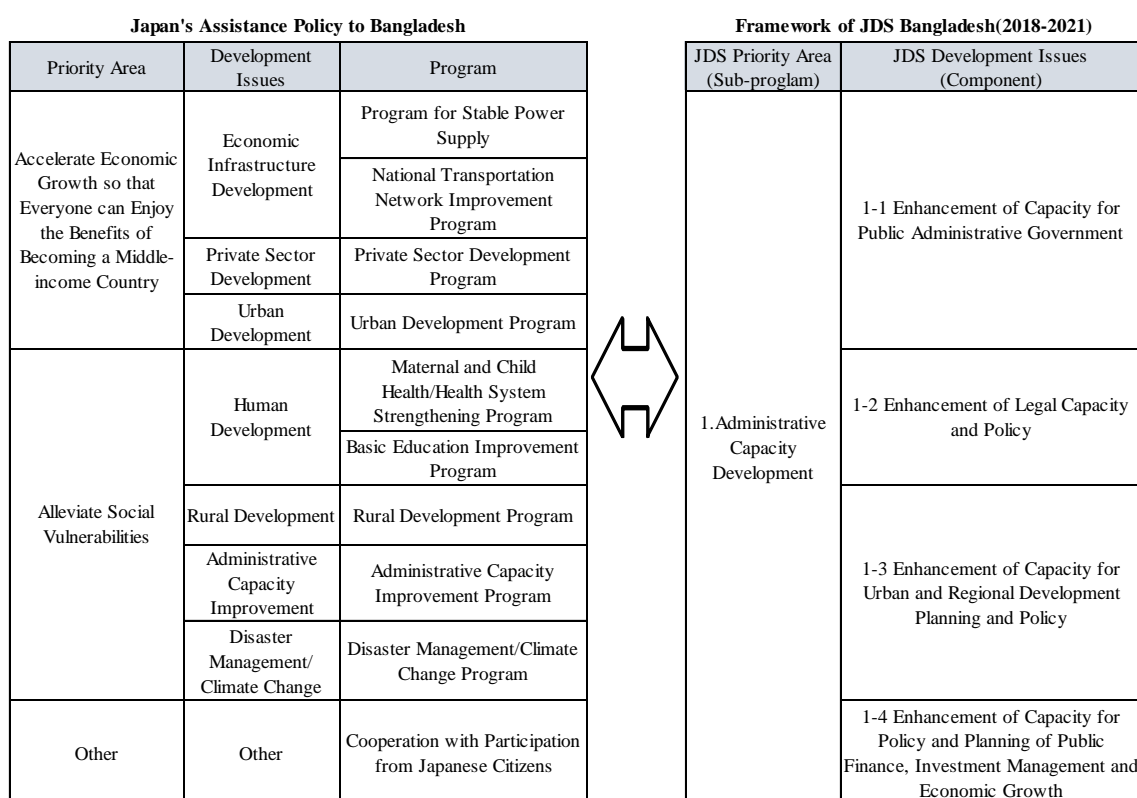 Japan's Assistance Policy to Bangladesh
Priority Area
Development
Issues
Program
Accelerate Economic
Growth so that
Everyone can Enjoy
the Benefits of
Becoming a Middle-
income Country
Economic
Infrastructure
Development
Program for Stable Power
Supply
National Transportation
Network Improvement
Program
Private Sector
Development
Private Sector Development
Program
Urban
Development
Urban Development Program
Alleviate Social
Vulnerabilities
Human
Development
Maternal and Child
Health/Health System
Strengthening Program
Basic Education Improvement
Program
Rural Development
Rural Development Program
Administrative
Capacity
Improvement
Administrative Capacity
Improvement Program
Disaster
Management/
Climate Change
Disaster Management/Climate
Change Program
Other
Other
Cooperation with Participation
from Japanese Citizens
Framework of JDS Bangladesh(2018-2021)
JDS Priority Area
(Sub-proglam)
JDS Development Issues
(Component)
1.Administrative
Capacity
Development
1-1 Enhancement of Capacity for
Public Administrative Government
1-2 Enhancement of Legal Capacity
and Policy
1-3 Enhancement of Capacity for
Urban and Regional Development
Planning and Policy
1-4 Enhancement of Capacity for
Policy and Planning of Public
Finance, Investment Management and
Economic Growth